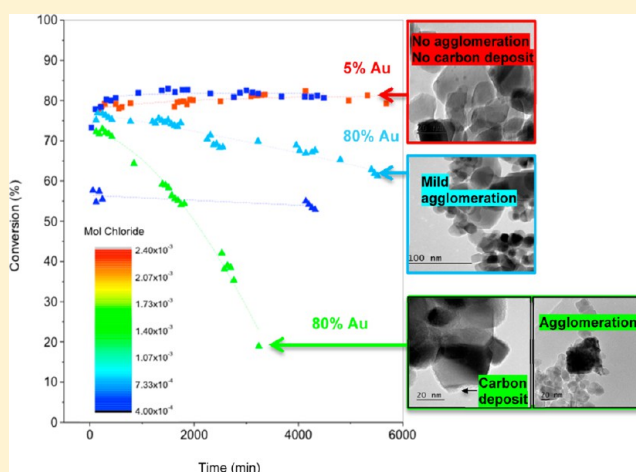 100
90
80
70
60
50
40
30
20
10
0
Conversion (%)
0
2000
4000
6000
Time (min)
Mol Chloride
2.40x10⁻³
2.07x10⁻³
1.73x10⁻³
1.40x10⁻³
1.07x10⁻³
7.33x10⁻⁴
4.00x10⁻⁴
5% Au
80% Au
80% Au
No agglomeration
No carbon deposit
Mild
agglomeration
100 nm
Carbon
deposit
20 nm
Agglomeration